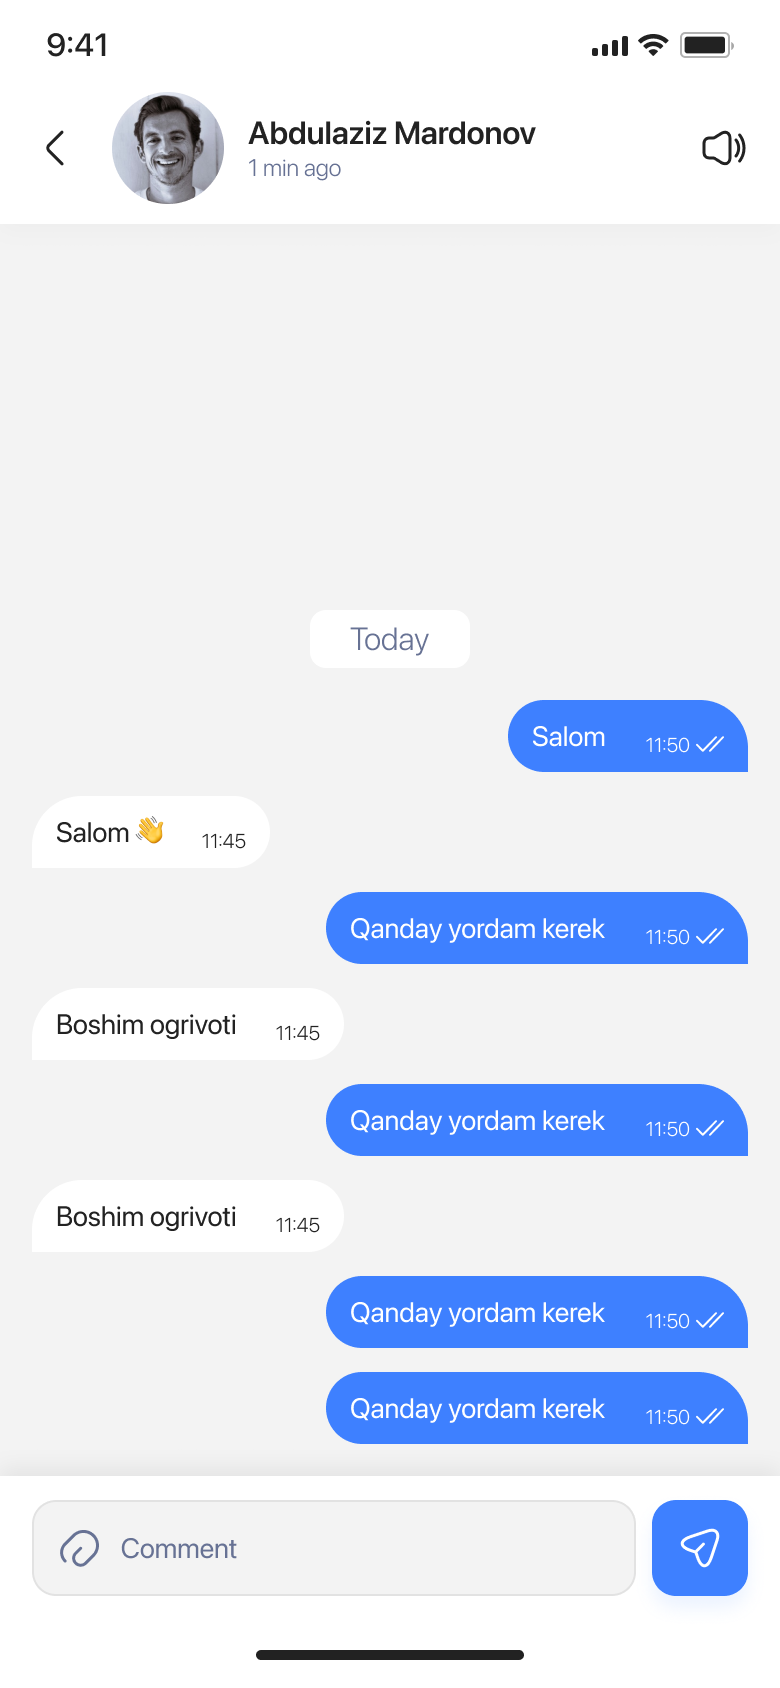 9:41
Abdulaziz Mardonov
1 min ago
Today
Salom 11:50
Salom 👋 11:45
Qanday yordam kerek 11:50
Boshim ogrivoti 11:45
Qanday yordam kerek 11:50
Boshim ogrivoti 11:45
Qanday yordam kerek 11:50
Qanday yordam kerek 11:50
Comment